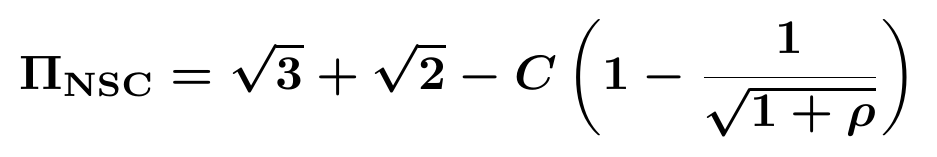 Π_NSC = √3 + √2 − C (1 − 1/√(1 + ρ))